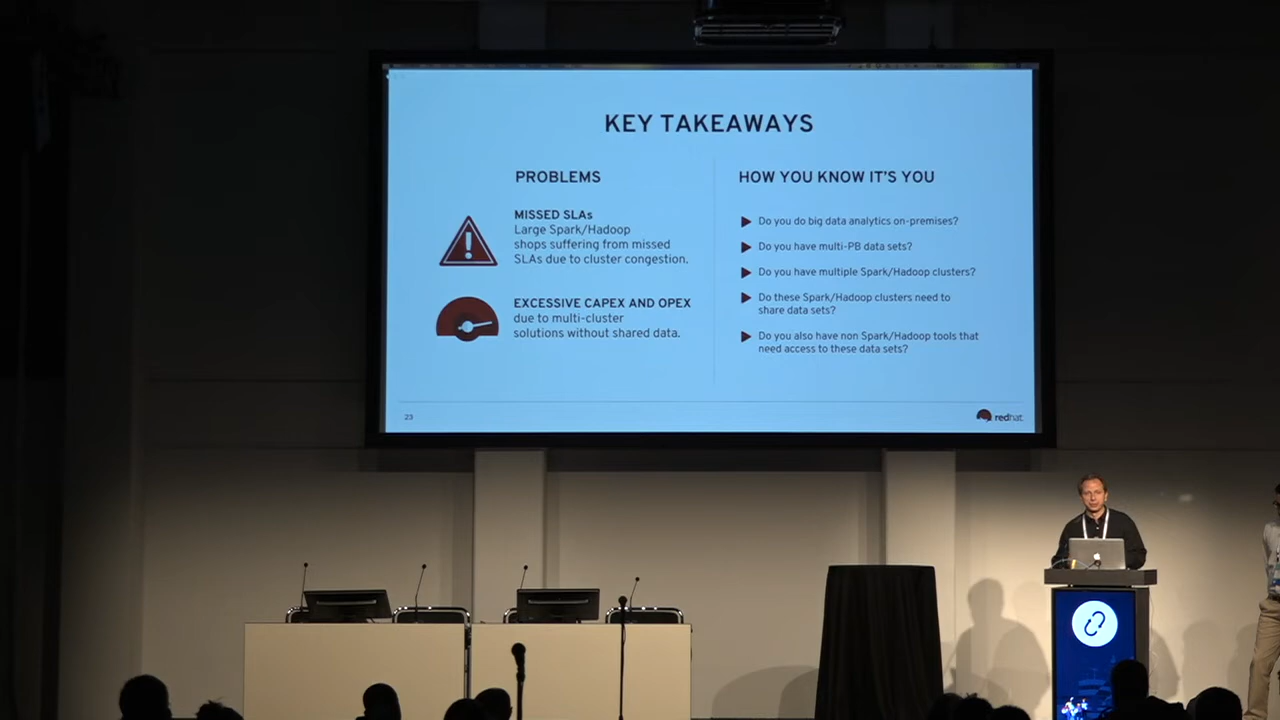 KEY TAKEAWAYS
PROBLEMS
MISSED SLAs
Large Spark/Hadoop
shops suffering from missed
SLAs due to cluster congestion.
EXCESSIVE CAPEX AND OPEX
due to multi-cluster
solutions without shared data.
HOW YOU KNOW IT'S YOU
Do you do big data analytics on-premises?
Do you have multi-PB data sets?
Do you have multiple Spark/Hadoop clusters?
Do these Spark/Hadoop clusters need to
share data sets?
Do you also have non Spark/Hadoop tools that
need access to these data sets?
23
redhat.